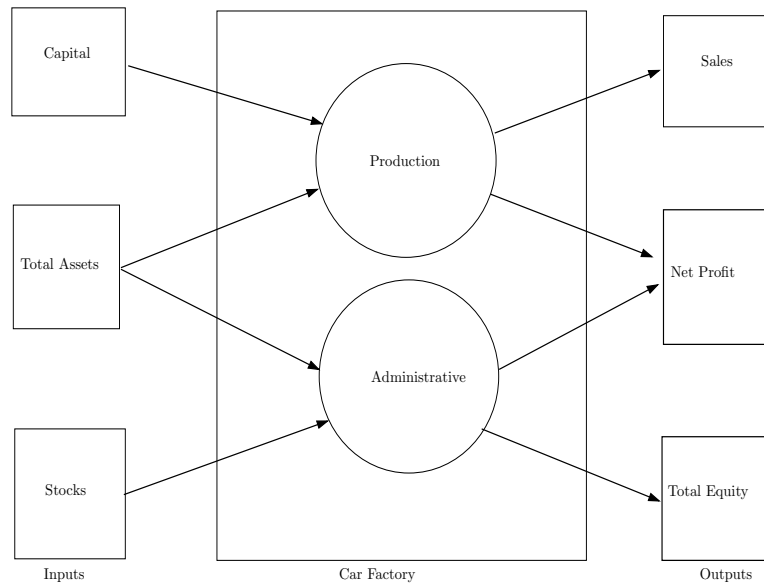 Capital
Sales
Production
Total Assets
Net Profit
Administrative
Stocks
Total Equity
Inputs
Car Factory
Outputs